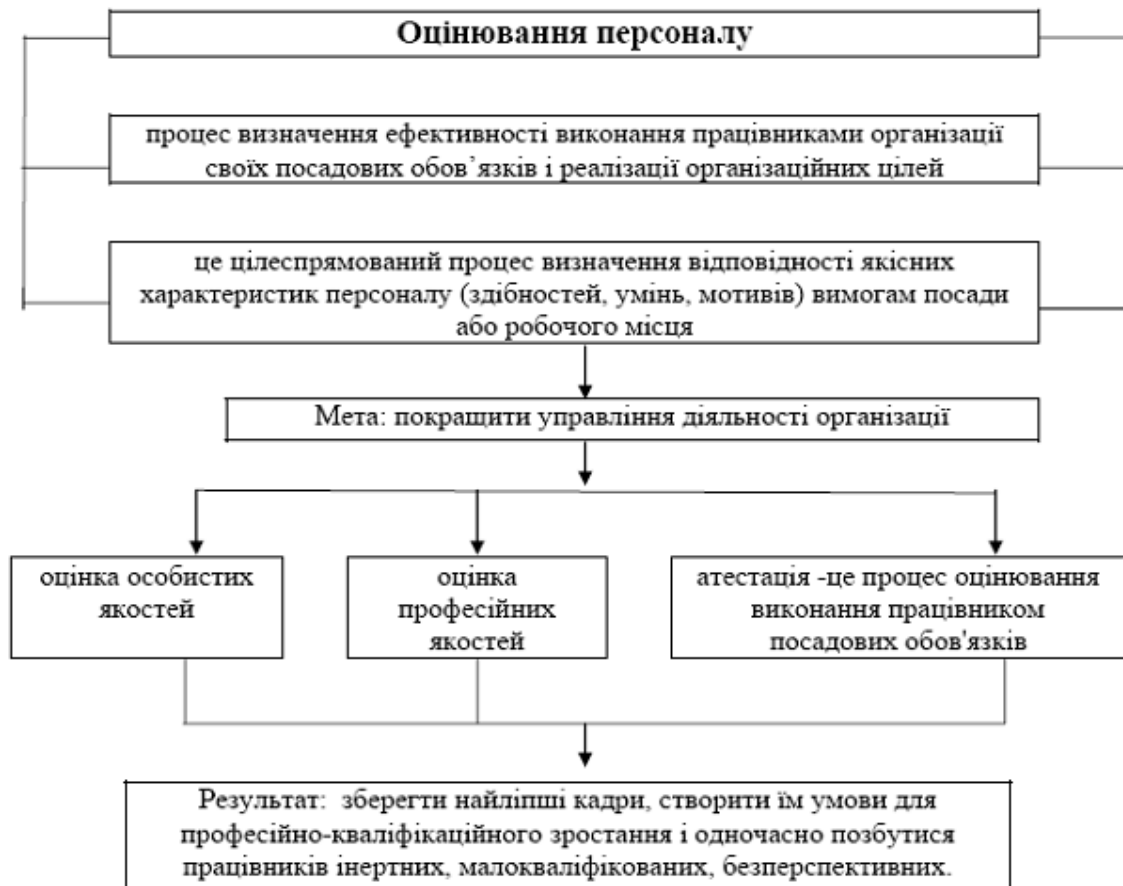 Оцінювання персоналу
процес визначення ефективності виконання працівниками організації
своїх посадових обов’язків і реалізації організаційних цілей
це цілеспрямований процес визначення відповідності якісних
характеристик персоналу (здібностей, умінь, мотивів) вимогам посади
або робочого місця
Мета: покращити управління діяльності організації
оцінка особистих
якостей
оцінка
професійних
якостей
атестація -це процес оцінювання
виконання працівником
посадових обов'язків
Результат: зберегти найліпші кадри, створити їм умови для
професійно-кваліфікаційного зростання і одночасно позбутися
працівників інертних, малокваліфікованих, безперспективних.